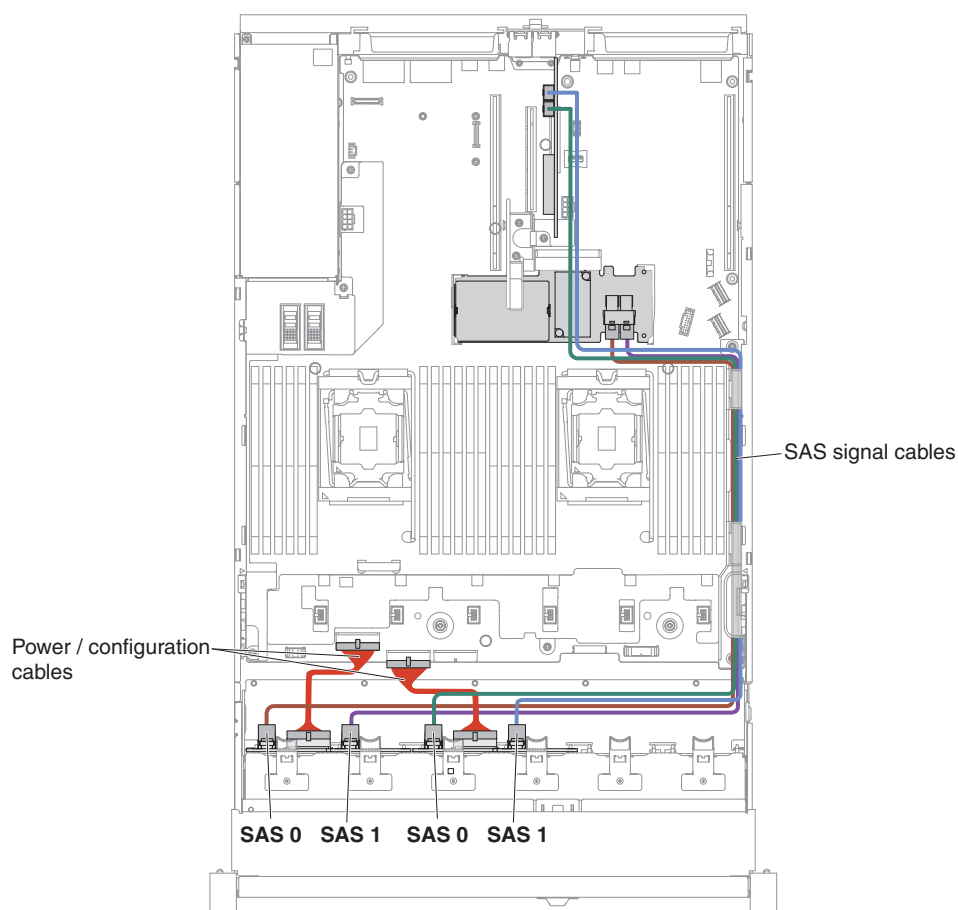 SAS signal cables
Power / configuration
cables
SAS 0 SAS 1 SAS 0 SAS 1